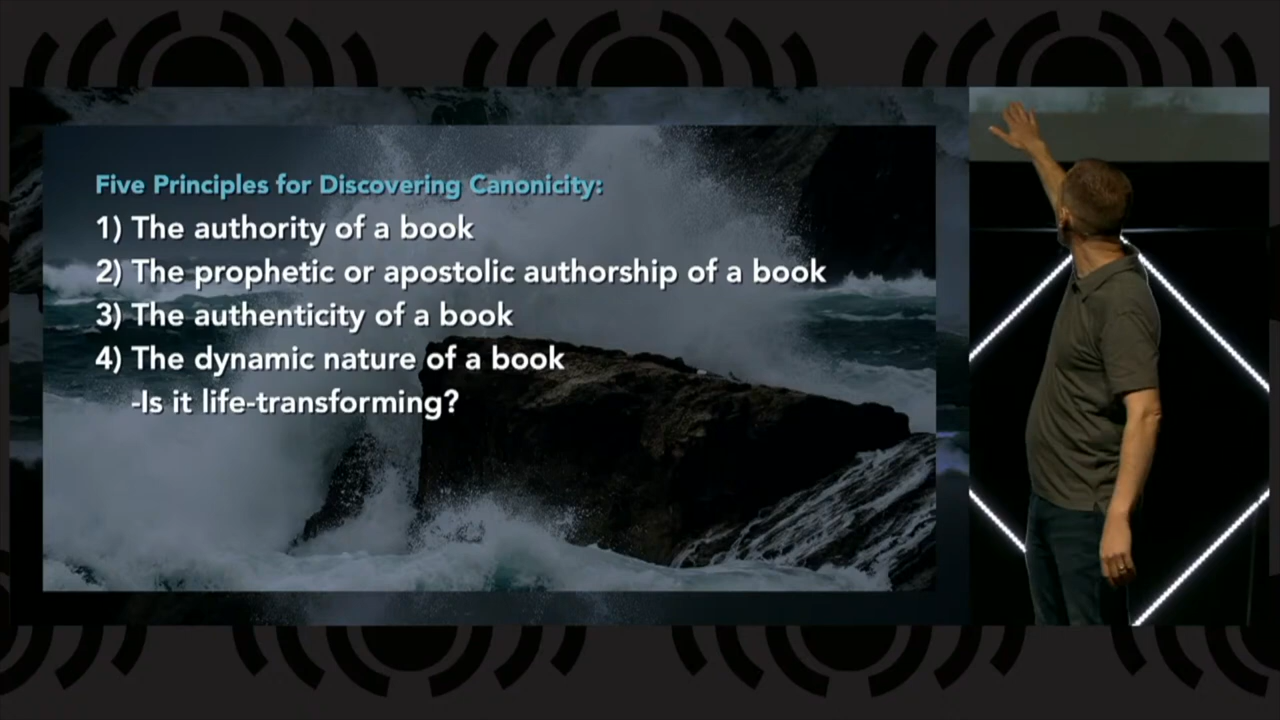 Five Principles for Discovering Canonicity:
1) The authority of a book
2) The prophetic or apostolic authorship of a book
3) The authenticity of a book
4) The dynamic nature of a book
-Is it life-transforming?